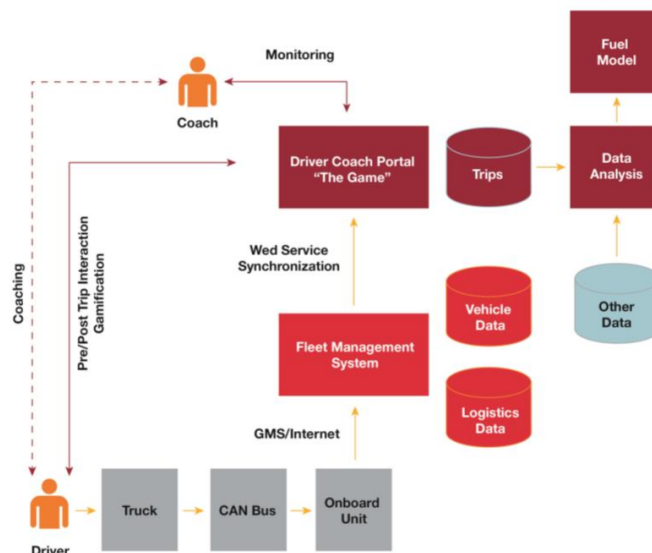 Fuel
Model
Monitoring
Coach
Driver Coach Portal
"The Game"
Trips
Data
Analysis
Wed Service
Synchronization
Coaching
Pre/Post Trip Interaction
Gamification
Vehicle
Data
Other
Data
Fleet Management
System
Logistics
Data
GMS/Internet
Truck
CAN Bus
Onboard
Unit
Driver